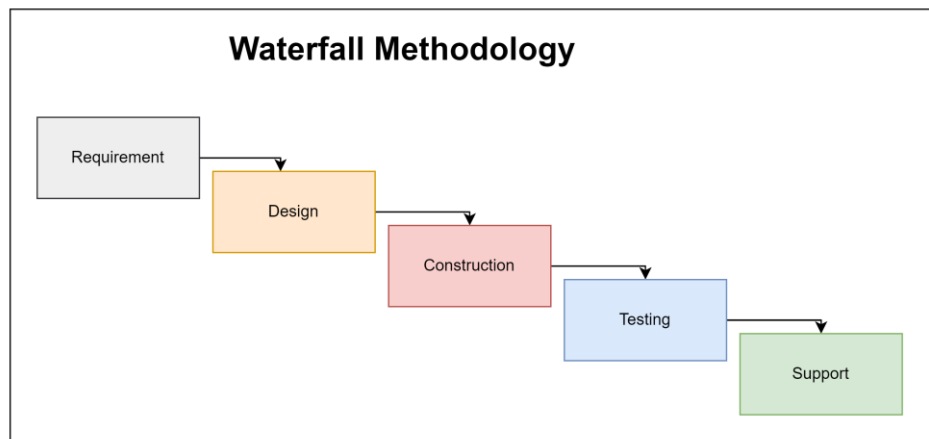 Waterfall Methodology
Requirement
Design
Construction
Testing
Support